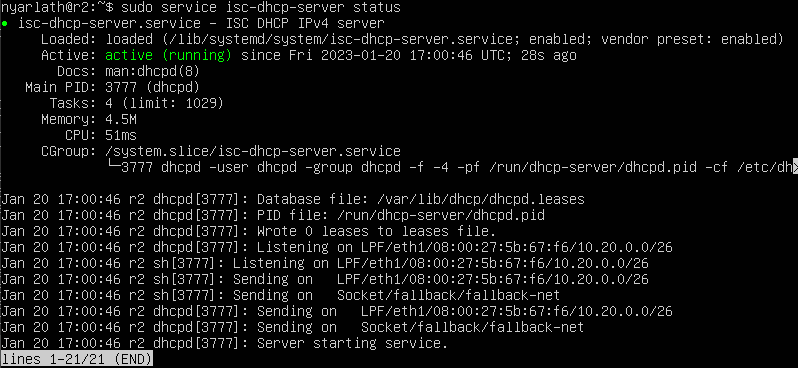 nyarlath@r2:~$ sudo service isc-dhcp-server status
● isc-dhcp-server.service - ISC DHCP IPv4 server
     Loaded: loaded (/lib/systemd/system/isc-dhcp-server.service; enabled; vendor preset: enabled)
     Active: active (running) since Fri 2023-01-20 17:00:46 UTC; 28s ago
       Docs: man:dhcpd(8)
   Main PID: 3777 (dhcpd)
      Tasks: 4 (limit: 1029)
     Memory: 4.5M
        CPU: 51ms
     CGroup: /system.slice/isc-dhcp-server.service
             └─3777 dhcpd -user dhcpd -group dhcpd -f -4 -pf /run/dhcp-server/dhcpd.pid -cf /etc/dh>

Jan 20 17:00:46 r2 dhcpd[3777]: Database file: /var/lib/dhcp/dhcpd.leases
Jan 20 17:00:46 r2 dhcpd[3777]: PID file: /run/dhcp-server/dhcpd.pid
Jan 20 17:00:46 r2 dhcpd[3777]: Wrote 0 leases to leases file.
Jan 20 17:00:46 r2 dhcpd[3777]: Listening on LPF/eth1/08:00:27:5b:67:f6/10.20.0.0/26
Jan 20 17:00:46 r2 sh[3777]: Listening on LPF/eth1/08:00:27:5b:67:f6/10.20.0.0/26
Jan 20 17:00:46 r2 sh[3777]: Sending on   LPF/eth1/08:00:27:5b:67:f6/10.20.0.0/26
Jan 20 17:00:46 r2 sh[3777]: Sending on   Socket/fallback/fallback-net
Jan 20 17:00:46 r2 dhcpd[3777]: Sending on   LPF/eth1/08:00:27:5b:67:f6/10.20.0.0/26
Jan 20 17:00:46 r2 dhcpd[3777]: Sending on   Socket/fallback/fallback-net
Jan 20 17:00:46 r2 dhcpd[3777]: Server starting service.
lines 1-21/21 (END)